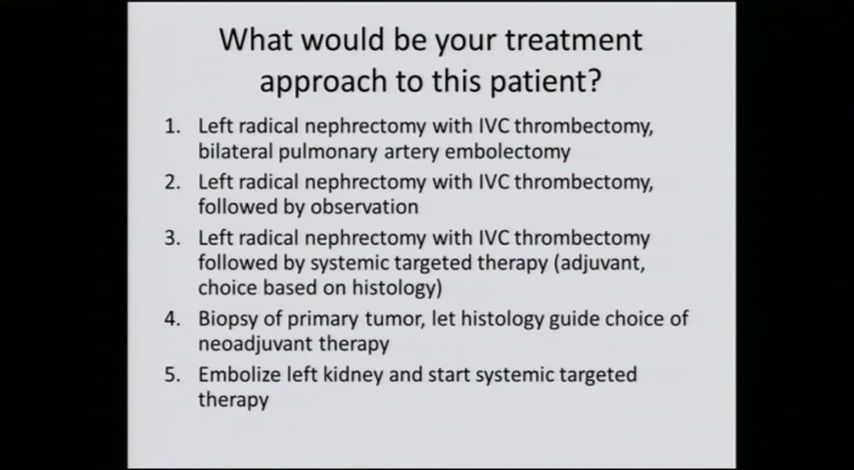 What would be your treatment
approach to this patient?
1. Left radical nephrectomy with IVC thrombectomy,
bilateral pulmonary artery embolectomy
2. Left radical nephrectomy with IVC thrombectomy,
followed by observation
3. Left radical nephrectomy with IVC thrombectomy
followed by systemic targeted therapy (adjuvant,
choice based on histology)
4. Biopsy of primary tumor, let histology guide choice of
neoadjuvant therapy
5. Embolize left kidney and start systemic targeted
therapy